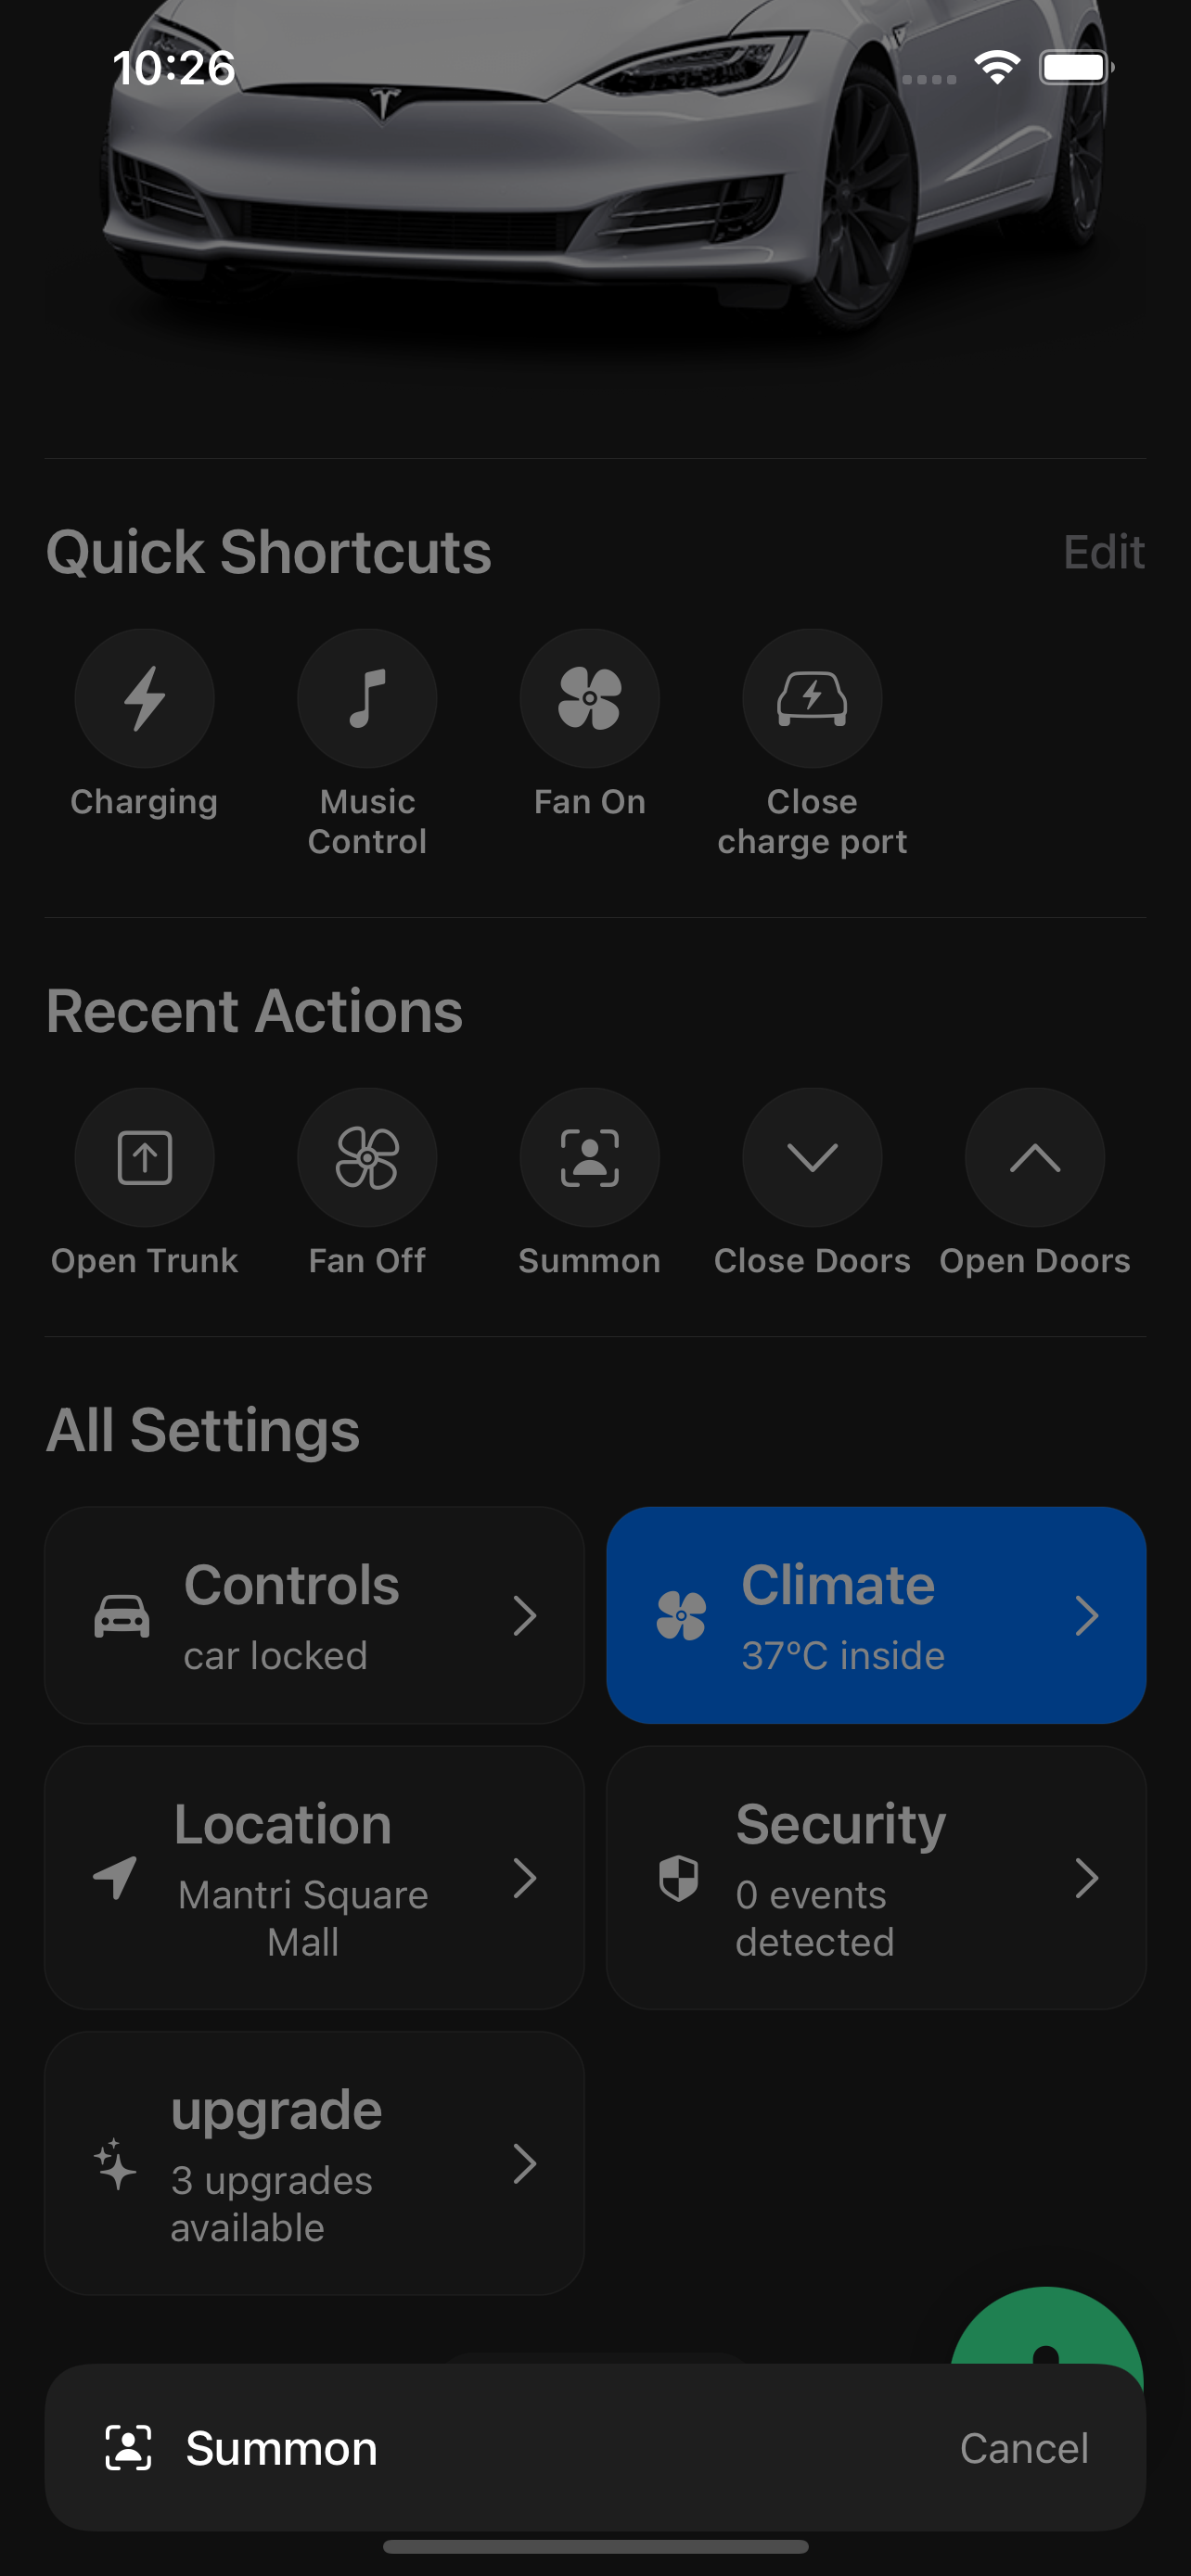 10:26
Quick Shortcuts
Edit
Charging
Music
Control
Fan On
Close
charge port
Recent Actions
Open Trunk
Fan Off
Summon
Close Doors
Open Doors
All Settings
Controls
car locked
Climate
37°C inside
Location
Mantri Square
Mall
Security
0 events
detected
upgrade
3 upgrades
available
Summon
Cancel